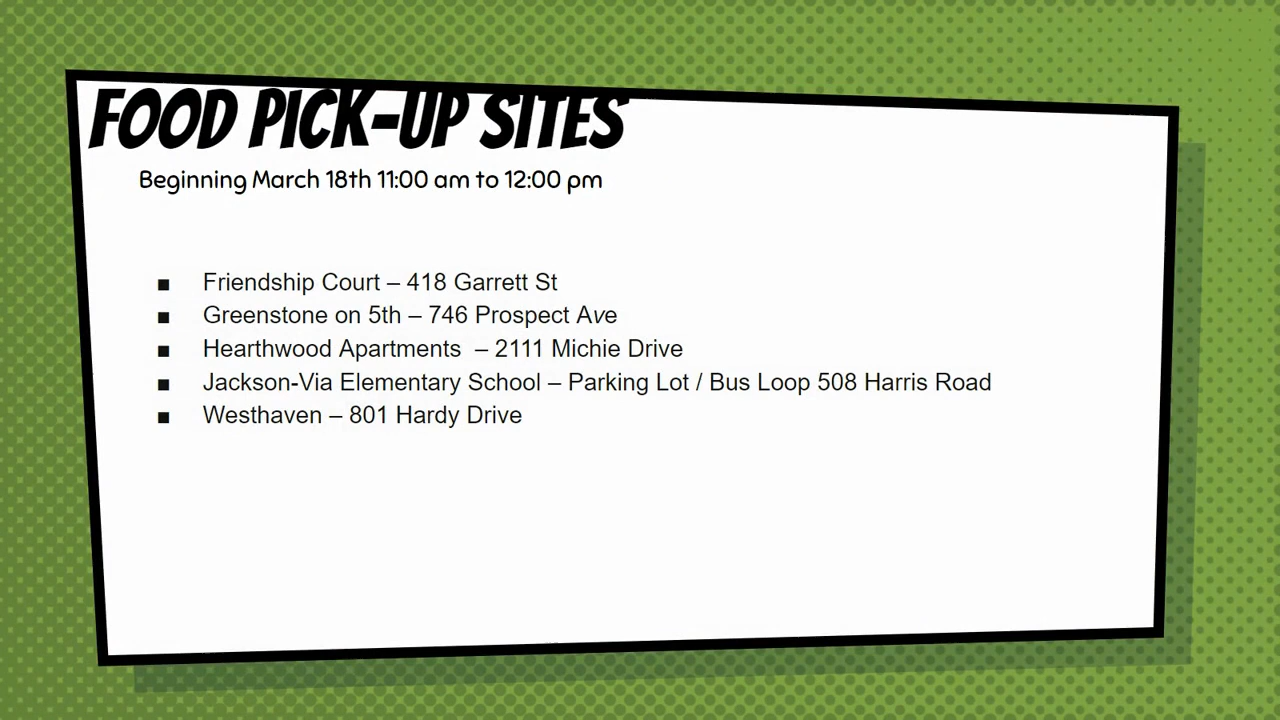 FOOD PICK-UP SITES
Beginning March 18th 11:00 am to 12:00 pm
■ Friendship Court – 418 Garrett St
■ Greenstone on 5th – 746 Prospect Ave
■ Hearthwood Apartments – 2111 Michie Drive
■ Jackson-Via Elementary School – Parking Lot / Bus Loop 508 Harris Road
■ Westhaven – 801 Hardy Drive